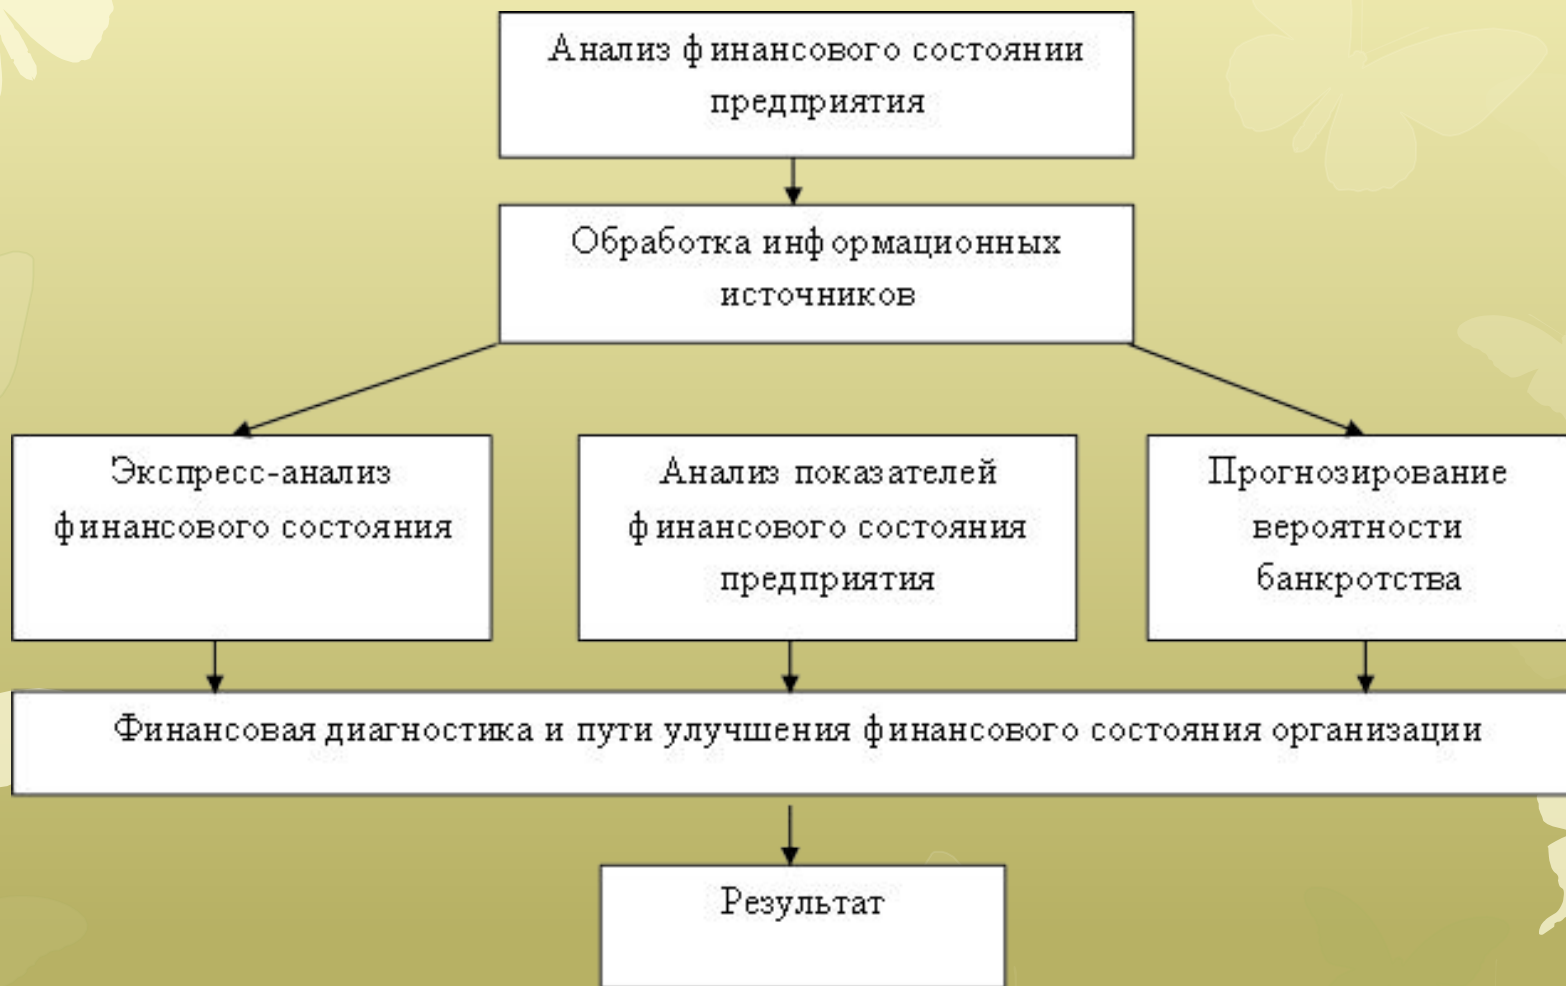 Анализ финансового состоянии
предприятия
Обработка информационных
источников
Экспресс-анализ
финансового состояния
Анализ показателей
финансового состояния
предприятия
Прогнозирование
вероятности
банкротства
Финансовая диагностика и пути улучшения финансового состояния организации
Результат